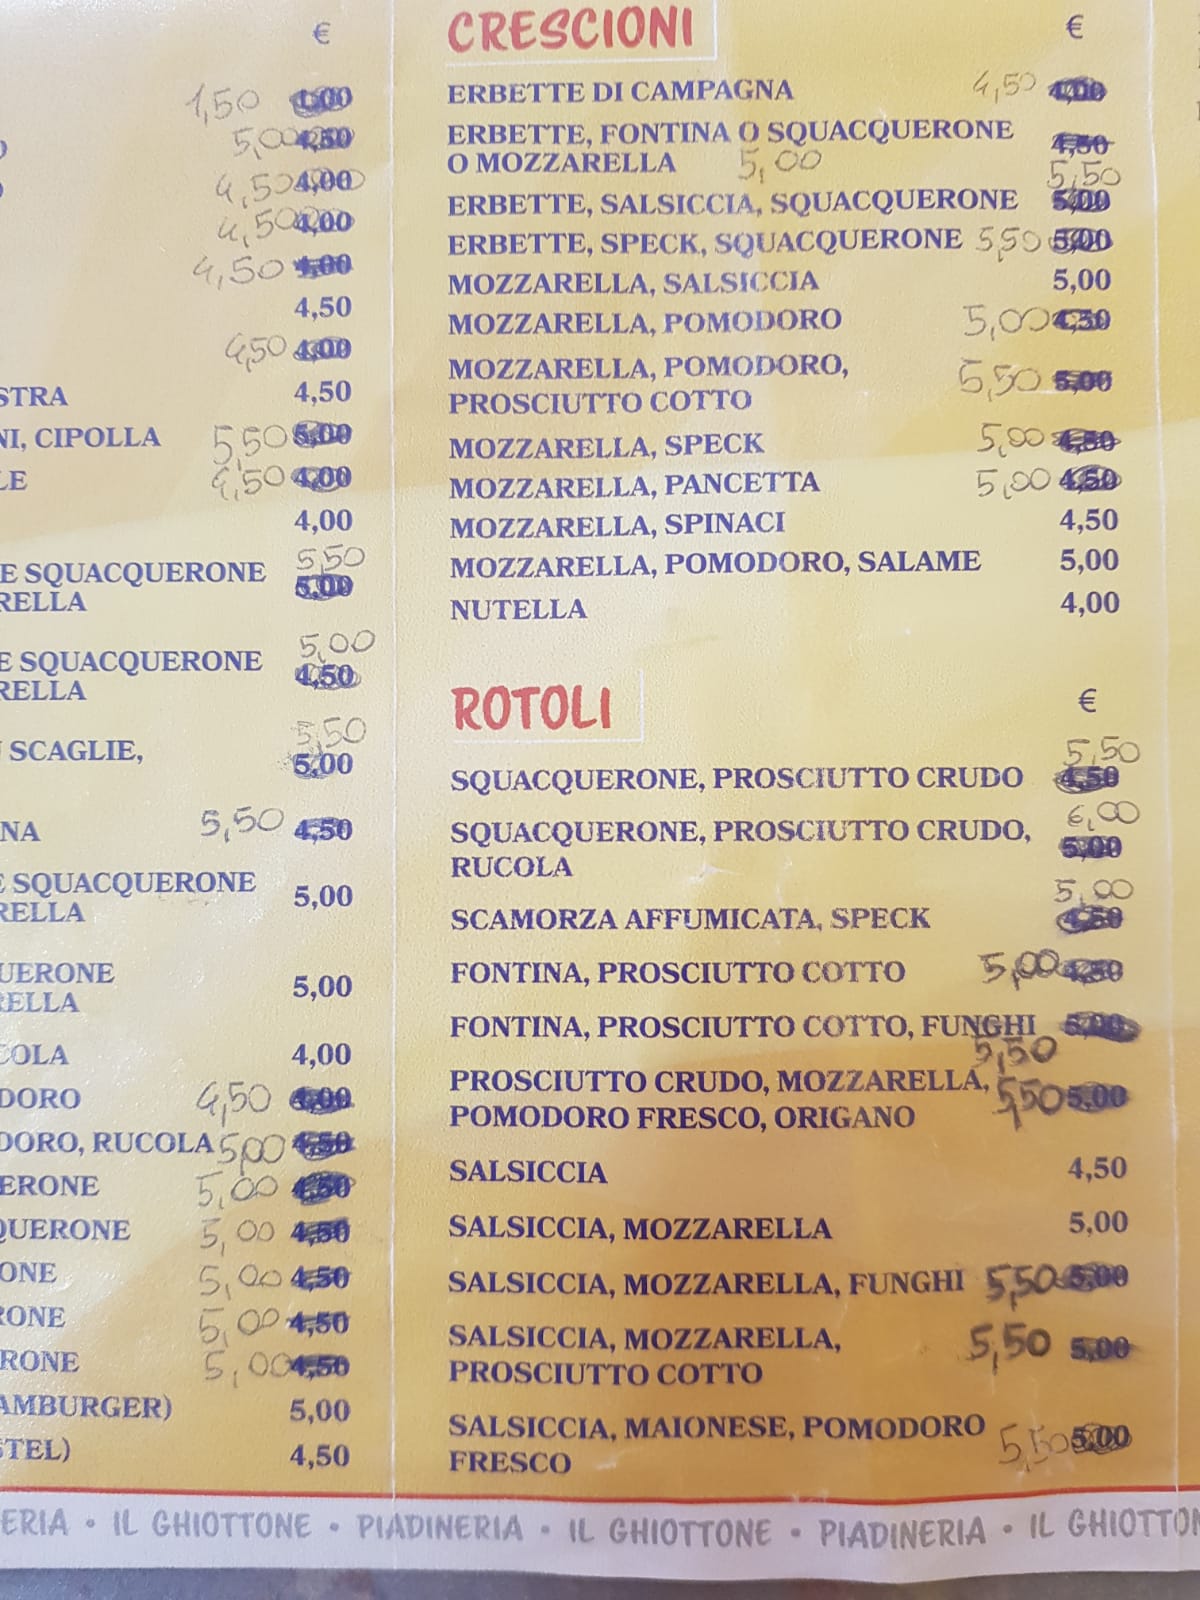 €
1,50 1,00
5,00 4,50
4,50 4,00
4,50 4,00
4,50 4,00
4,50
4,50 4,00
STRA 4,50
NI, CIPOLLA 5,50 5,00
LE 4,50 4,00
4,00
5,50
E SQUACQUERONE 5,00
RELLA
5,00
E SQUACQUERONE 4,50
RELLA
5,50
SCAGLIE, 5,00
NA 5,50 4,50
E SQUACQUERONE 5,00
RELLA
UERONE 5,00
RELLA
COLA 4,00
DORO 4,50 4,00
DORO, RUCOLA 5,00 4,50
ERONE 5,00 4,50
QUERONE 5,00 4,50
ONE 5,00 4,50
RONE 5,00 4,50
RONE 5,00 4,50
AMBURGER) 5,00
STEL) 4,50
CRESCIONI €
ERBETTE DI CAMPAGNA 4,50 4,00
ERBETTE, FONTINA O SQUACQUERONE 4,50
O MOZZARELLA 5,00
5,50
ERBETTE, SALSICCIA, SQUACQUERONE 5,00
ERBETTE, SPECK, SQUACQUERONE 5,50 5,00
MOZZARELLA, SALSICCIA 5,00
MOZZARELLA, POMODORO 5,00 4,50
MOZZARELLA, POMODORO,
PROSCIUTTO COTTO 5,50 5,00
MOZZARELLA, SPECK 5,00 4,50
MOZZARELLA, PANCETTA 5,00 4,50
MOZZARELLA, SPINACI 4,50
MOZZARELLA, POMODORO, SALAME 5,00
NUTELLA 4,00
ROTOLI €
5,50
SQUACQUERONE, PROSCIUTTO CRUDO 4,50
6,00
SQUACQUERONE, PROSCIUTTO CRUDO, 5,00
RUCOLA
5,00
SCAMORZA AFFUMICATA, SPECK 4,50
FONTINA, PROSCIUTTO COTTO 5,00 4,50
FONTINA, PROSCIUTTO COTTO, FUNGHI 5,00
5,50
PROSCIUTTO CRUDO, MOZZARELLA, 5,50 5,00
POMODORO FRESCO, ORIGANO
SALSICCIA 4,50
SALSICCIA, MOZZARELLA 5,00
SALSICCIA, MOZZARELLA, FUNGHI 5,50 5,00
SALSICCIA, MOZZARELLA, 5,50 5,00
PROSCIUTTO COTTO
SALSICCIA, MAIONESE, POMODORO 5,50 5,00
FRESCO
ERIA • IL GHIOTTONE • PIADINERIA • IL GHIOTTONE • PIADINERIA • IL GHIOTTON